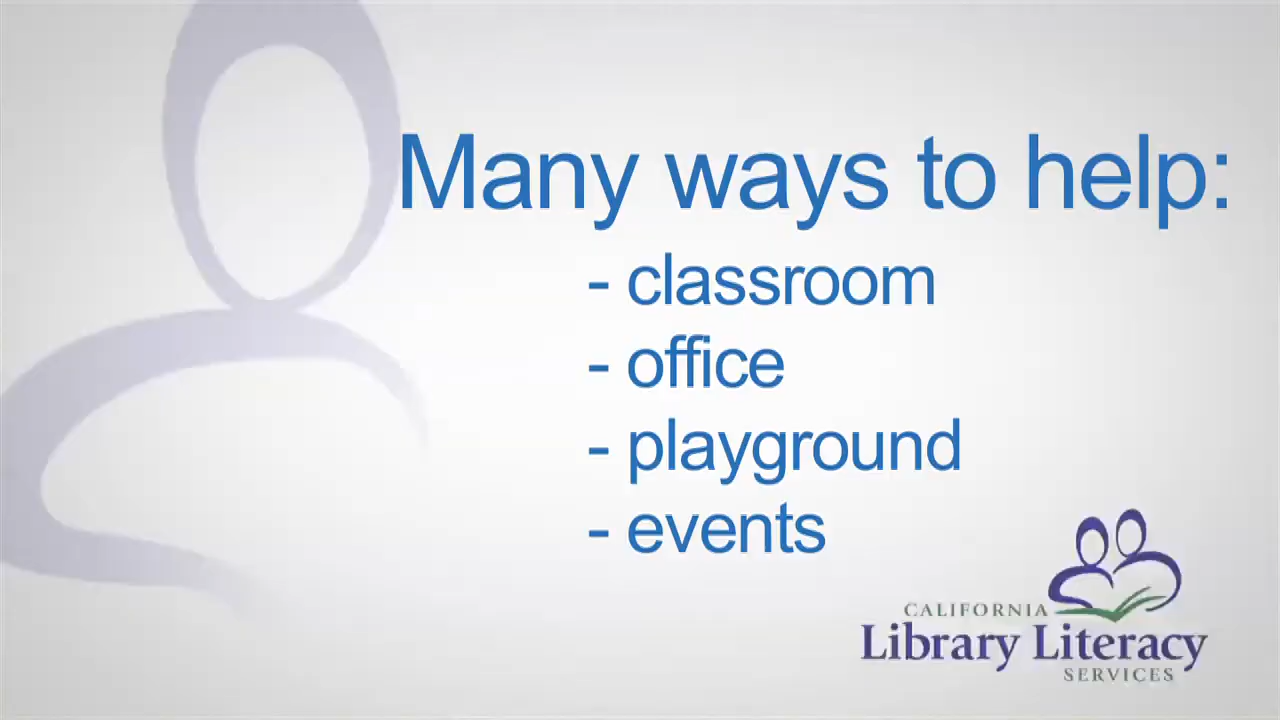 Many ways to help:
- classroom
- office
- playground
- events
CALIFORNIA
Library Literacy
SERVICES